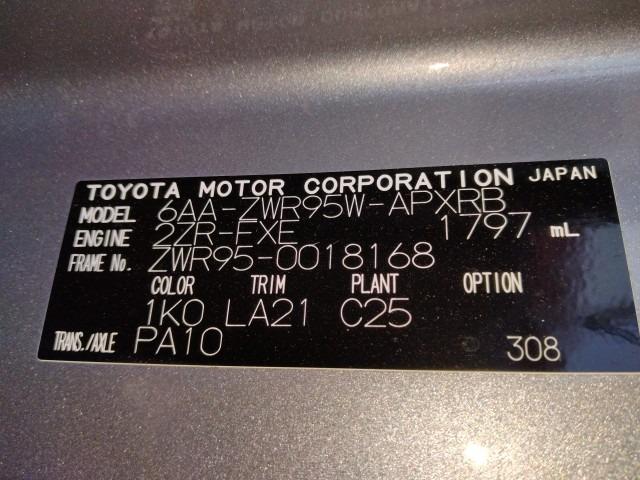 TOYOTA MOTOR CORPORATION JAPAN
MODEL 6AA-ZWR95W-APXRB
ENGINE 2ZR-FXE 1797 mL
FRAME No. ZWR95-0018168
COLOR TRIM PLANT OPTION
1K0 LA21 C25
TRANS./AXLE PA10 308